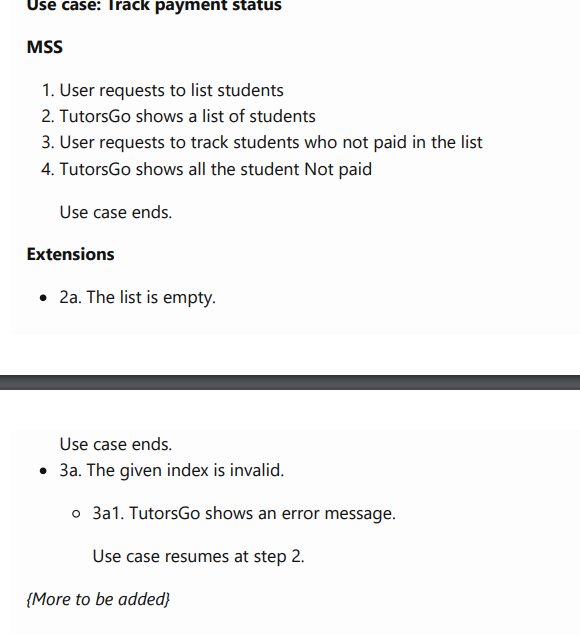 Use case: Track payment status
MSS
1. User requests to list students
2. TutorsGo shows a list of students
3. User requests to track students who not paid in the list
4. TutorsGo shows all the student Not paid
Use case ends.
Extensions
• 2a. The list is empty.
Use case ends.
• 3a. The given index is invalid.
○ 3a1. TutorsGo shows an error message.
Use case resumes at step 2.
{More to be added}